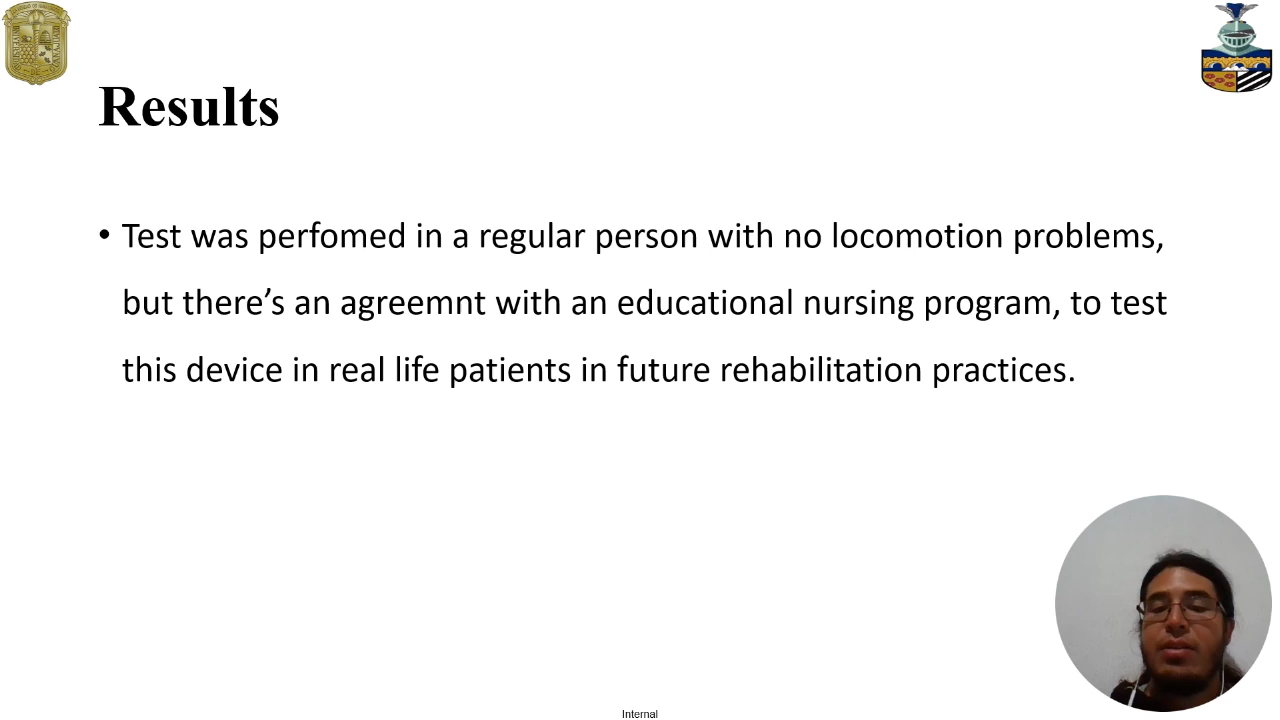 Results
• Test was perfomed in a regular person with no locomotion problems,
but there’s an agreemnt with an educational nursing program, to test
this device in real life patients in future rehabilitation practices.
Internal